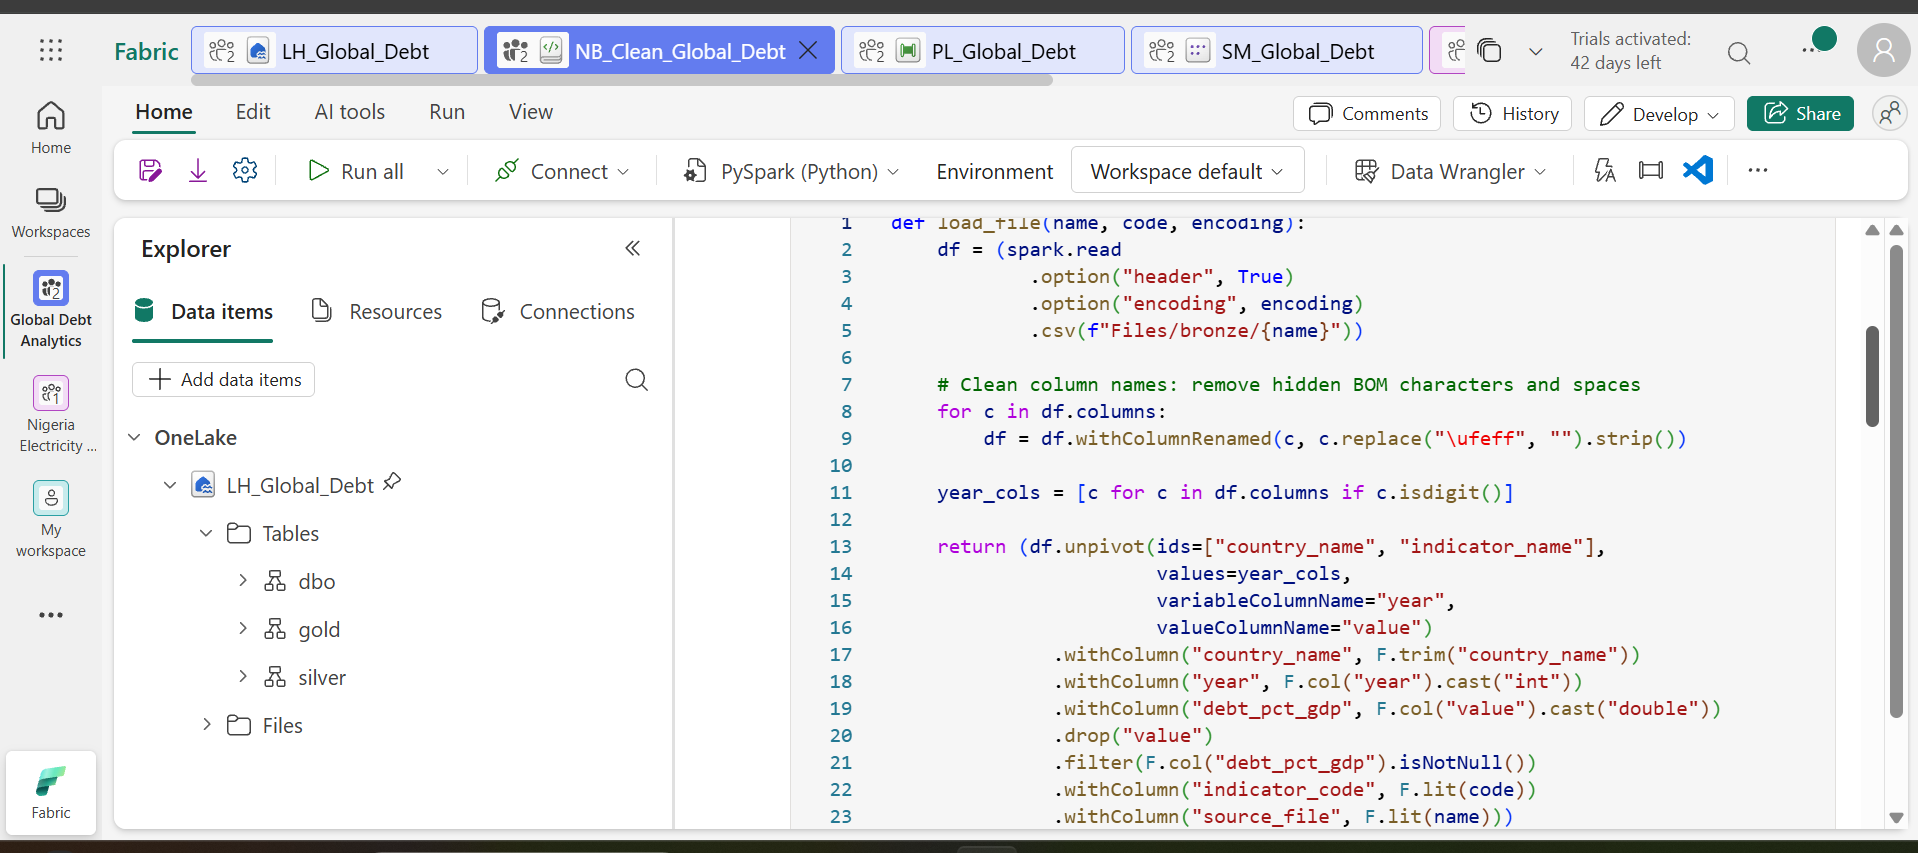 Fabric
2
LH_Global_Debt
2
NB_Clean_Global_Debt
2
PL_Global_Debt
2
SM_Global_Debt
Trials activated:
42 days left
Home
Edit
AI tools
Run
View
Comments
History
Develop
Share
Run all
Connect
PySpark (Python)
Environment
Workspace default
Data Wrangler
Home
Workspaces
2
Global Debt
Analytics
1
Nigeria
Electricity ...
My
workspace
Fabric
Explorer
Data items
Resources
Connections
Add data items
OneLake
LH_Global_Debt
Tables
dbo
gold
silver
Files
1 def load_file(name, code, encoding):
2     df = (spark.read
3             .option("header", True)
4             .option("encoding", encoding)
5             .csv(f"Files/bronze/{name}"))
6
7     # Clean column names: remove hidden BOM characters and spaces
8     for c in df.columns:
9         df = df.withColumnRenamed(c, c.replace("\ufeff", "").strip())
10
11     year_cols = [c for c in df.columns if c.isdigit()]
12
13     return (df.unpivot(ids=["country_name", "indicator_name"],
14                        values=year_cols,
15                        variableColumnName="year",
16                        valueColumnName="value")
17               .withColumn("country_name", F.trim("country_name"))
18               .withColumn("year", F.col("year").cast("int"))
19               .withColumn("debt_pct_gdp", F.col("value").cast("double"))
20               .drop("value")
21               .filter(F.col("debt_pct_gdp").isNotNull())
22               .withColumn("indicator_code", F.lit(code))
23               .withColumn("source_file", F.lit(name)))